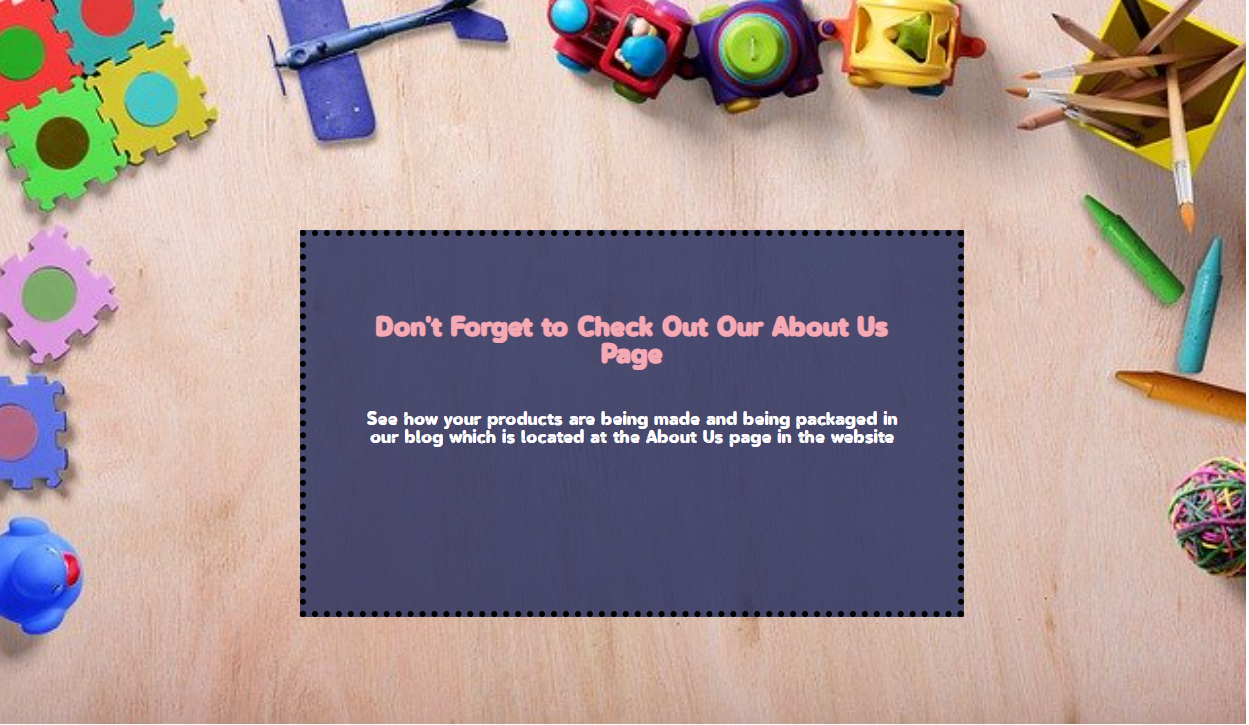 Don't Forget to Check Out Our About Us
Page
See how your products are being made and being packaged in
our blog which is located at the About Us page in the website